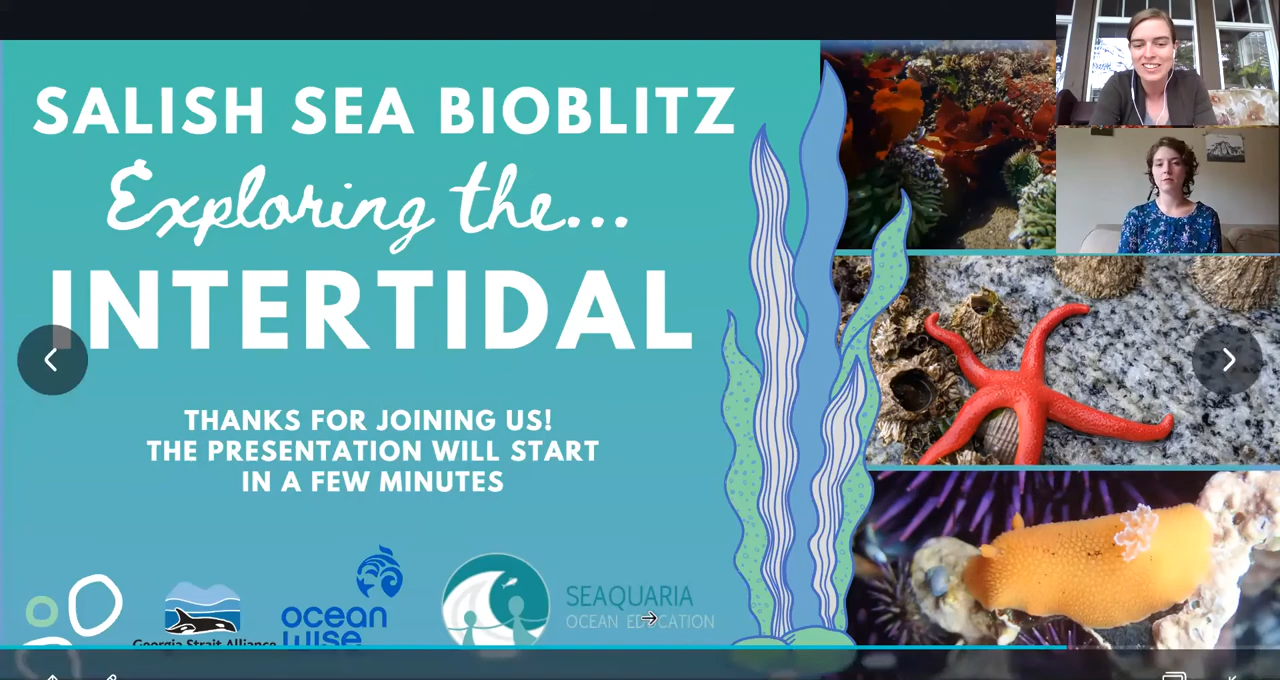 SALISH SEA BIOBLITZ
Exploring the...
INTERTIDAL
THANKS FOR JOINING US!
THE PRESENTATION WILL START
IN A FEW MINUTES
Georgia Strait Alliance
ocean
wise
SEAQUARIA
OCEAN EDUCATION